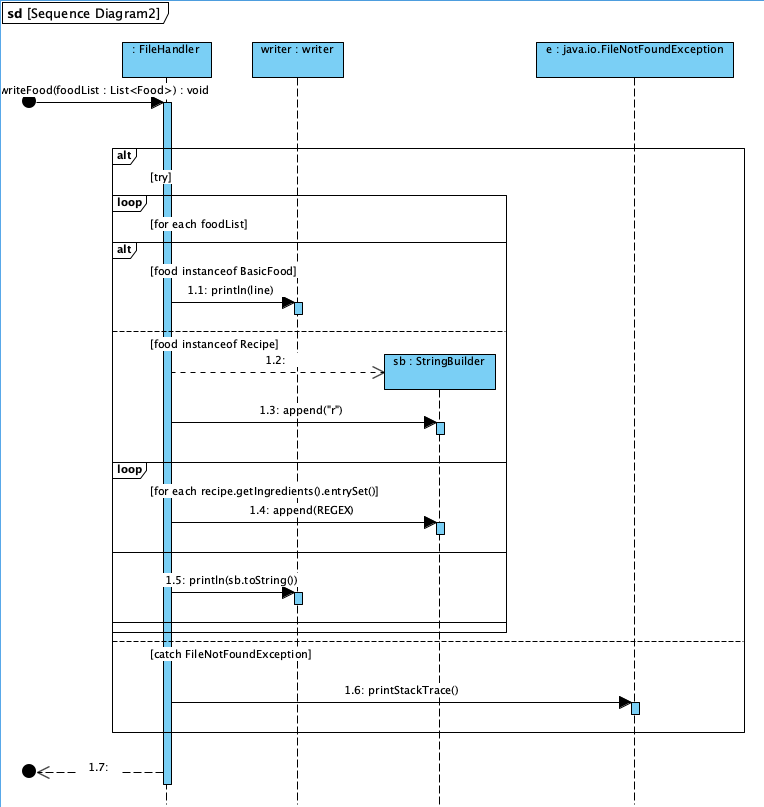 sd [Sequence Diagram2]
: FileHandler
writer : writer
e : java.io.FileNotFoundException
writeFood(foodList : List<Food>) : void
alt
[try]
loop
[for each foodList]
alt
[food instanceof BasicFood]
1.1: println(line)
[food instanceof Recipe]
1.2:
sb : StringBuilder
1.3: append("r")
loop
[for each recipe.getIngredients().entrySet()]
1.4: append(REGEX)
1.5: println(sb.toString())
[catch FileNotFoundException]
1.6: printStackTrace()
1.7: